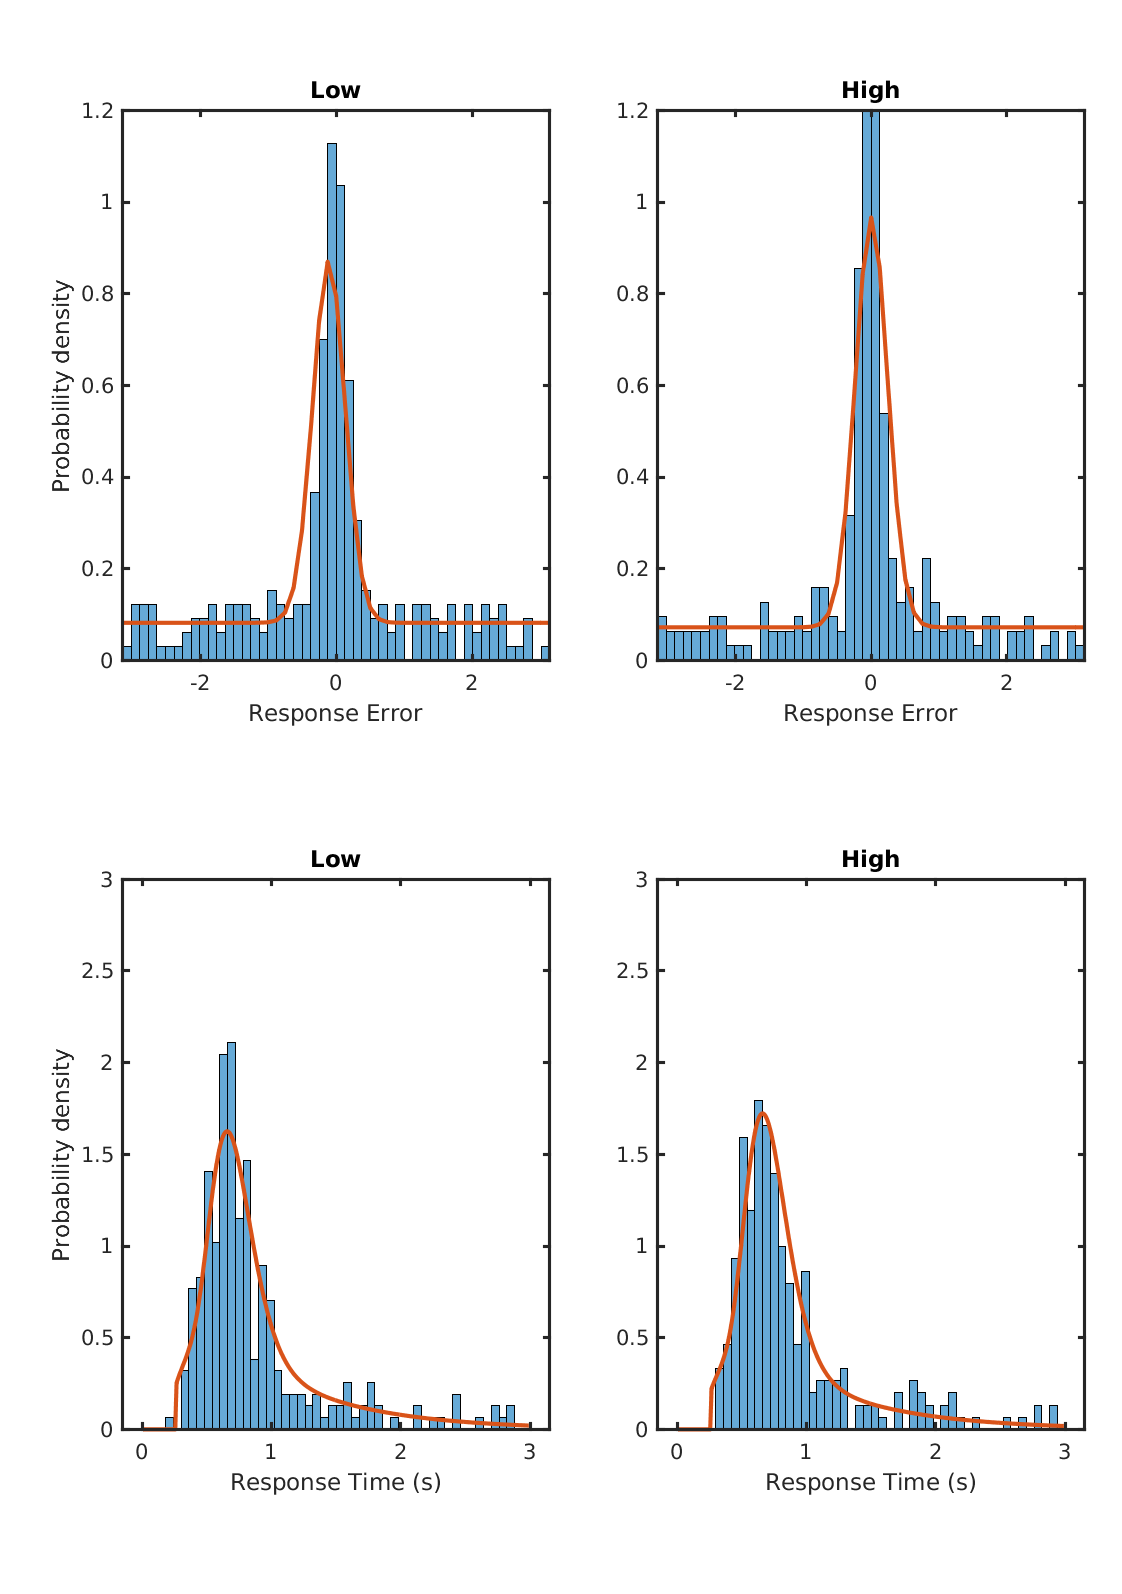 Low High
1.2 1.2
1 1
0.8 0.8
0.6 0.6
0.4 0.4
0.2 0.2
0 0
Probability density
-2 0 2 -2 0 2
Response Error Response Error
Low High
3 3
2.5 2.5
2 2
1.5 1.5
1 1
0.5 0.5
0 0
Probability density
0 1 2 3 0 1 2 3
Response Time (s) Response Time (s)